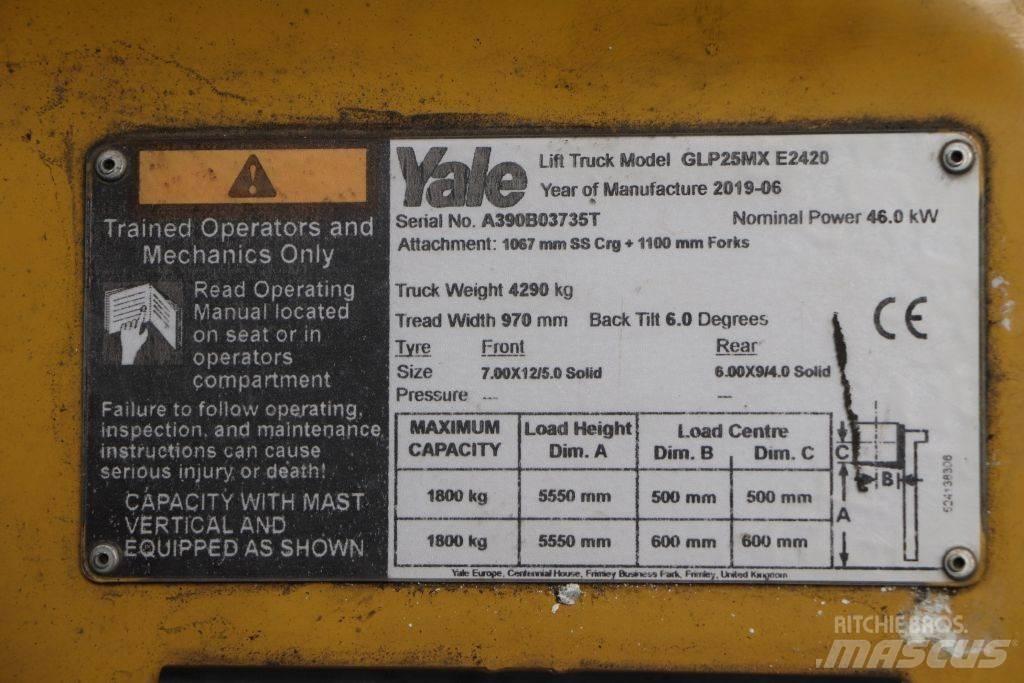 Trained Operators and
Mechanics Only
Read Operating
Manual located
on seat or in
operators
compartment
Failure to follow operating,
inspection, and maintenance
instructions can cause
serious injury or death!
CAPACITY WITH MAST
VERTICAL AND
EQUIPPED AS SHOWN
Yale Lift Truck Model GLP25MX E2420
Year of Manufacture 2019-06
Serial No. A390B03735T Nominal Power 46.0 kW
Attachment: 1067 mm SS Crg + 1100 mm Forks
Truck Weight 4290 kg
Tread Width 970 mm Back Tilt 6.0 Degrees
CE
Tyre Front Rear
Size 7.00X12/5.0 Solid 6.00X9/4.0 Solid
Pressure --- ---
MAXIMUM Load Height Load Centre
CAPACITY Dim. A Dim. B Dim. C
1800 kg 5550 mm 500 mm 500 mm
1800 kg 5550 mm 600 mm 600 mm
C
B
A
524138306
Yale Europe, Centennial House, Frimley Business Park, Frimley, United Kingdom
RITCHIE BROS.
MASCUS